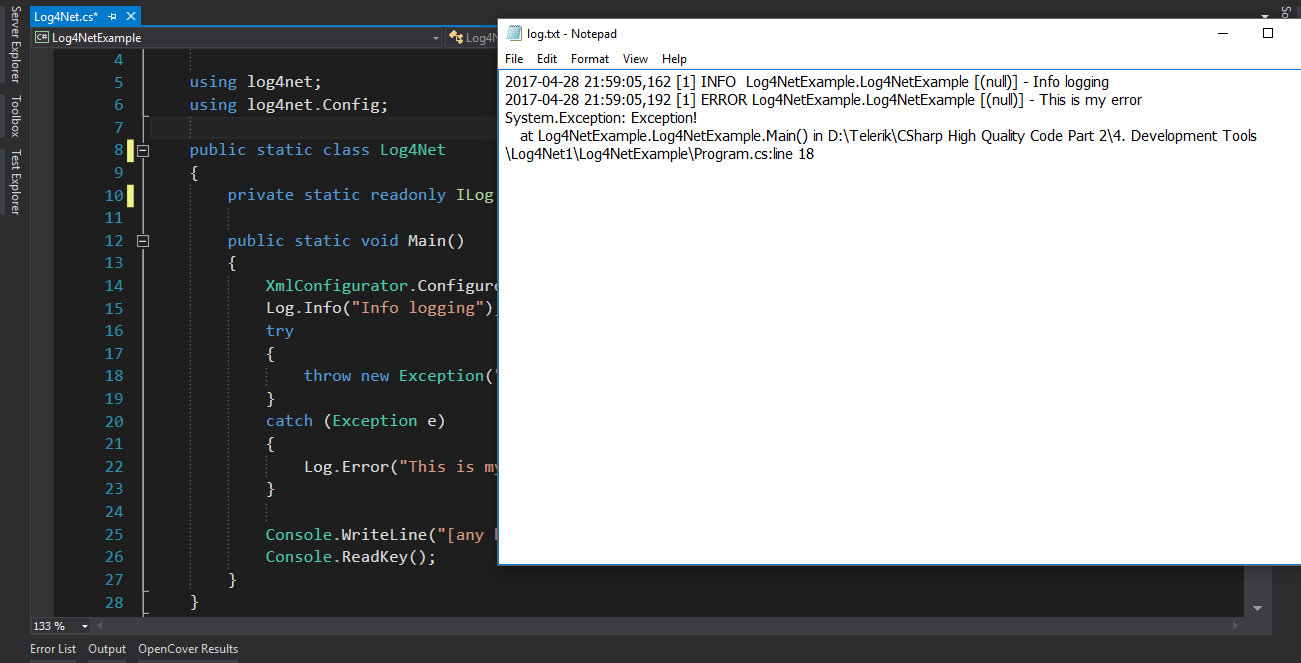 Server Explorer
Toolbox
Test Explorer
Log4Net.cs*
C# Log4NetExample
Log4N
4
5 using log4net;
6 using log4net.Config;
7
8 public static class Log4Net
9 {
10 private static readonly ILog
11
12 public static void Main()
13 {
14 XmlConfigurator.Configure
15 Log.Info("Info logging")
16 try
17 {
18 throw new Exception("
19 }
20 catch (Exception e)
21 {
22 Log.Error("This is my
23 }
24
25 Console.WriteLine("[any
26 Console.ReadKey();
27 }
28 }
133 %
Error List Output OpenCover Results
log.txt - Notepad
File Edit Format View Help
2017-04-28 21:59:05,162 [1] INFO  Log4NetExample.Log4NetExample [(null)] - Info logging
2017-04-28 21:59:05,192 [1] ERROR Log4NetExample.Log4NetExample [(null)] - This is my error
System.Exception: Exception!
at Log4NetExample.Log4NetExample.Main() in D:\Telerik\CSharp High Quality Code Part 2\4. Development Tools
\Log4Net1\Log4NetExample\Program.cs:line 18
So